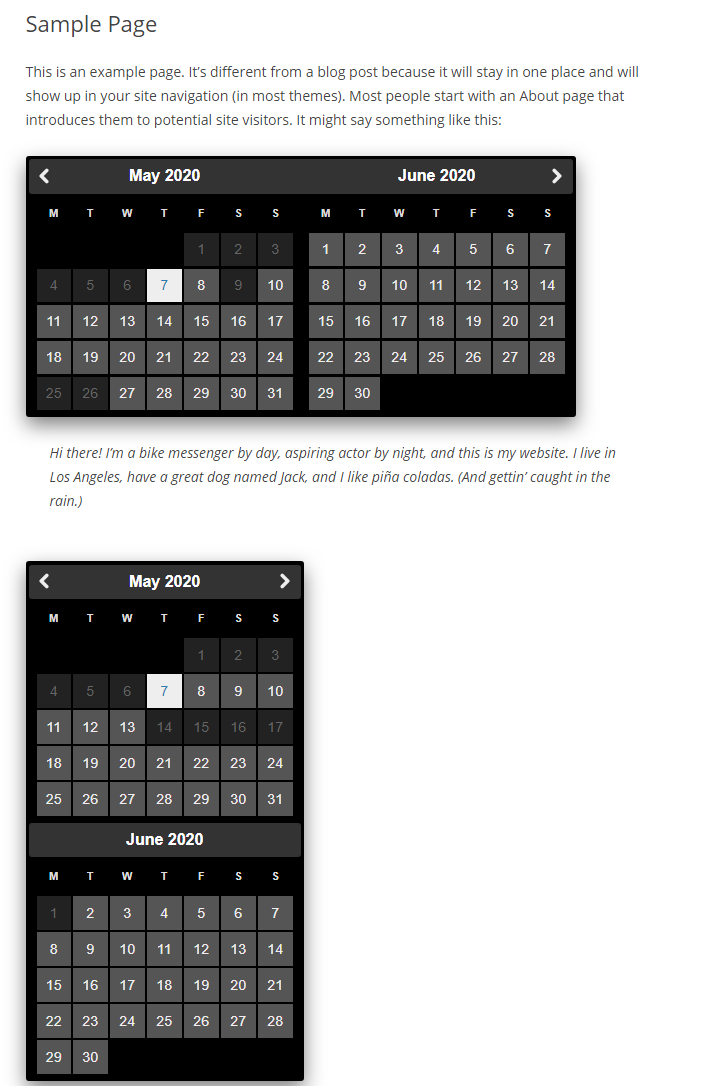 Sample Page
This is an example page. It's different from a blog post because it will stay in one place and will
show up in your site navigation (in most themes). Most people start with an About page that
introduces them to potential site visitors. It might say something like this:
May 2020 June 2020
M T W T F S S M T W T F S S
1 2 3 1 2 3 4 5 6 7
4 5 6 7 8 9 10 8 9 10 11 12 13 14
11 12 13 14 15 16 17 15 16 17 18 19 20 21
18 19 20 21 22 23 24 22 23 24 25 26 27 28
25 26 27 28 29 30 31 29 30
Hi there! I'm a bike messenger by day, aspiring actor by night, and this is my website. I live in
Los Angeles, have a great dog named Jack, and I like piña coladas. (And gettin' caught in the
rain.)
May 2020
M T W T F S S
1 2 3
4 5 6 7 8 9 10
11 12 13 14 15 16 17
18 19 20 21 22 23 24
25 26 27 28 29 30 31
June 2020
M T W T F S S
1 2 3 4 5 6 7
8 9 10 11 12 13 14
15 16 17 18 19 20 21
22 23 24 25 26 27 28
29 30